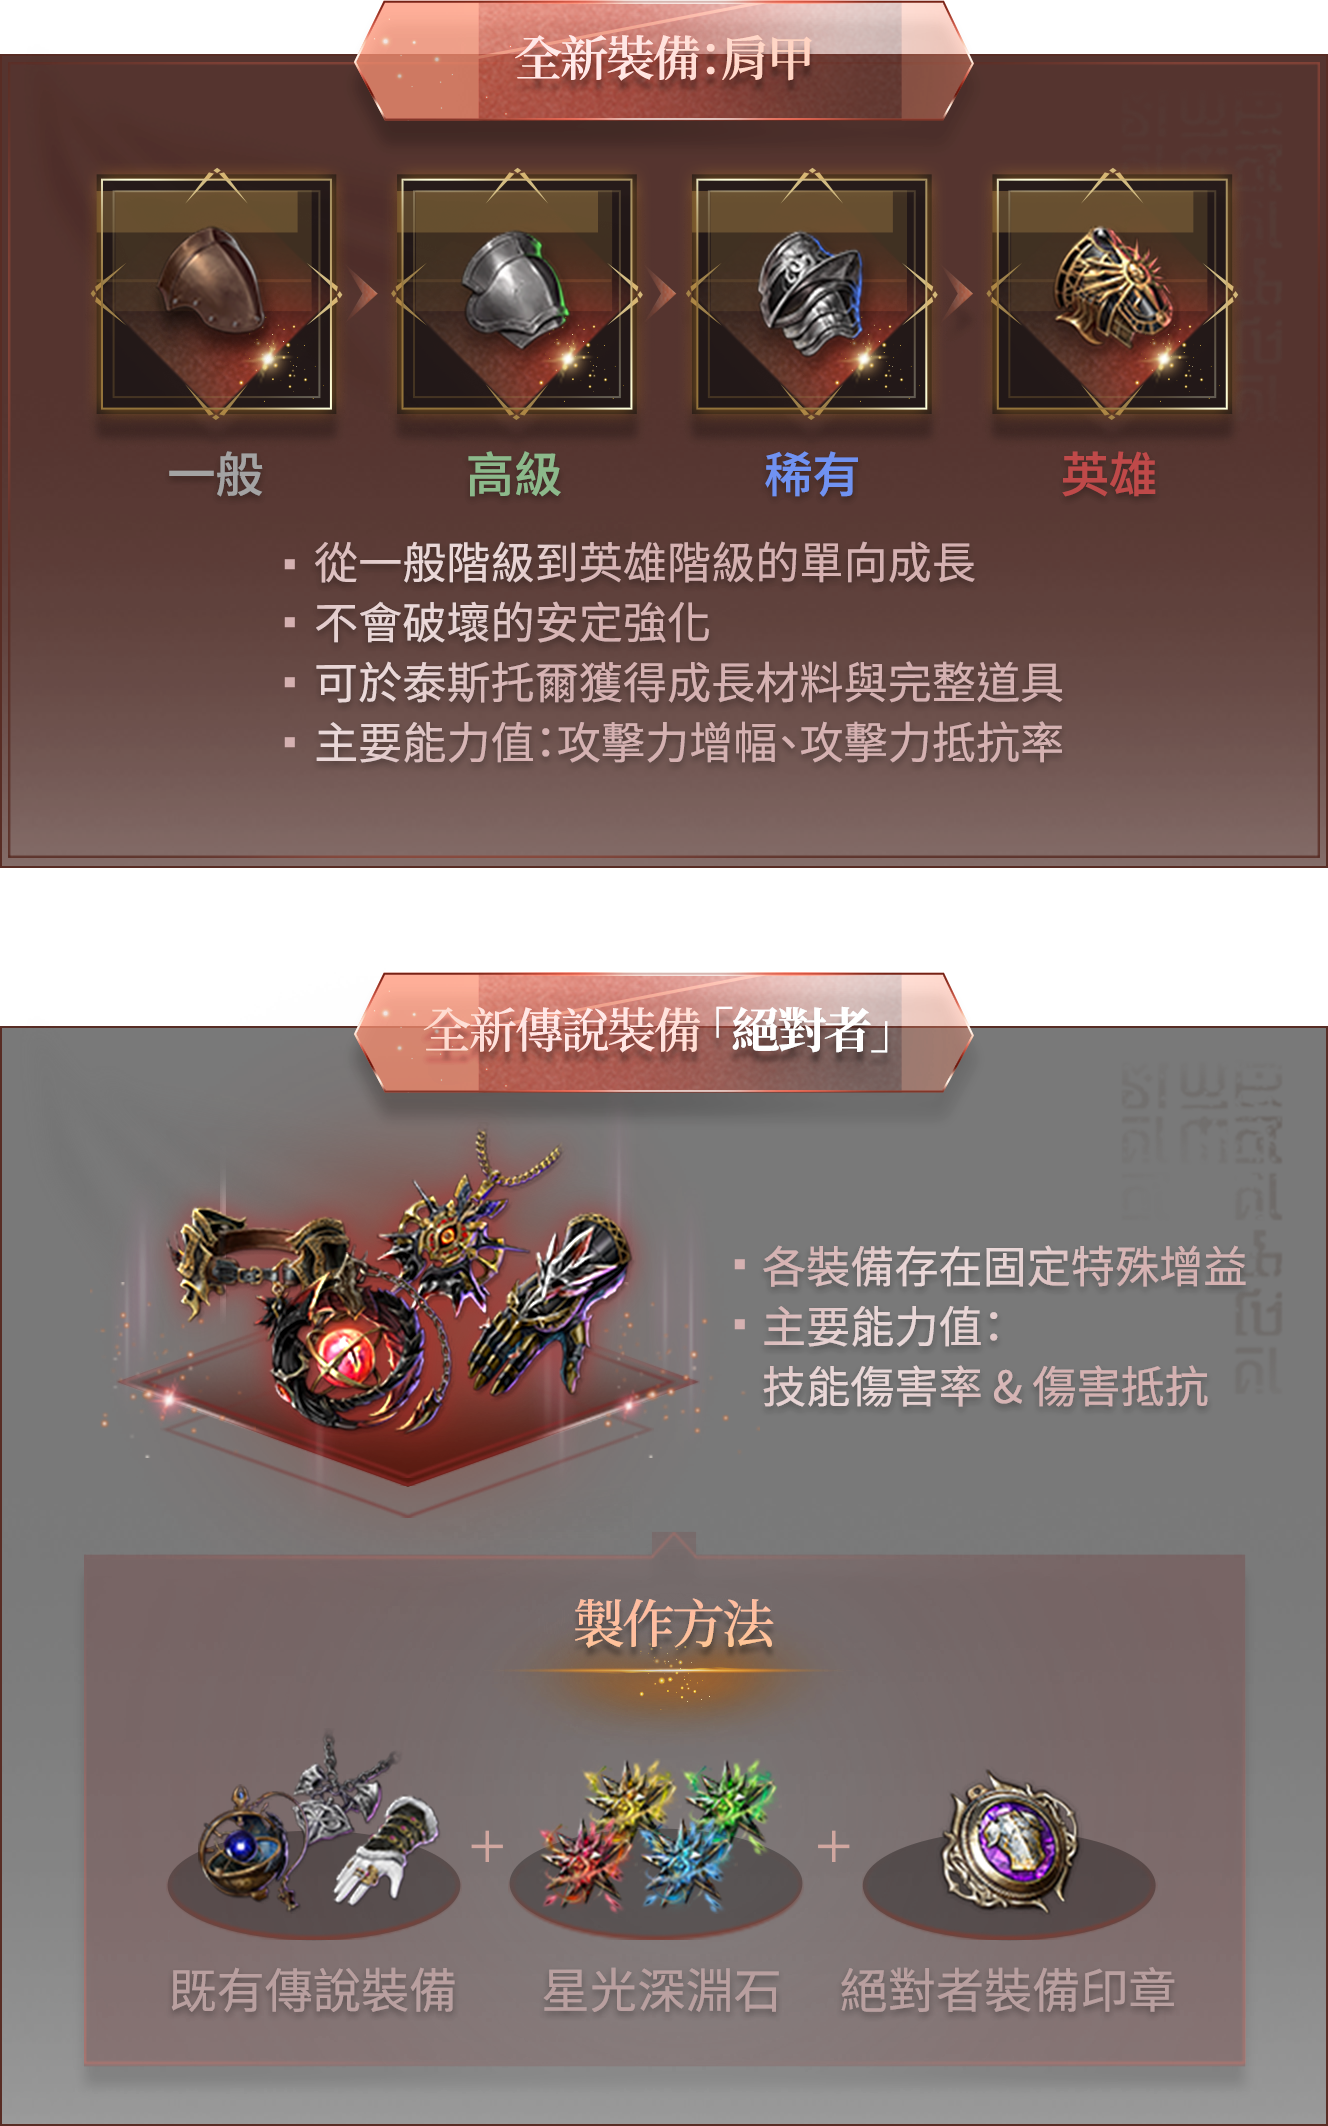 全新裝備：肩甲
一般
高級
稀有
英雄
▪ 從一般階級到英雄階級的單向成長
▪ 不會破壞的安定強化
▪ 可於泰斯托爾獲得成長材料與完整道具
▪ 主要能力值：攻擊力增幅、攻擊力抵抗率
全新傳說裝備「絕對者」
▪ 各裝備存在固定特殊增益
▪ 主要能力值：
技能傷害率 & 傷害抵抗
製作方法
+
+
既有傳說裝備
星光深淵石
絕對者裝備印章